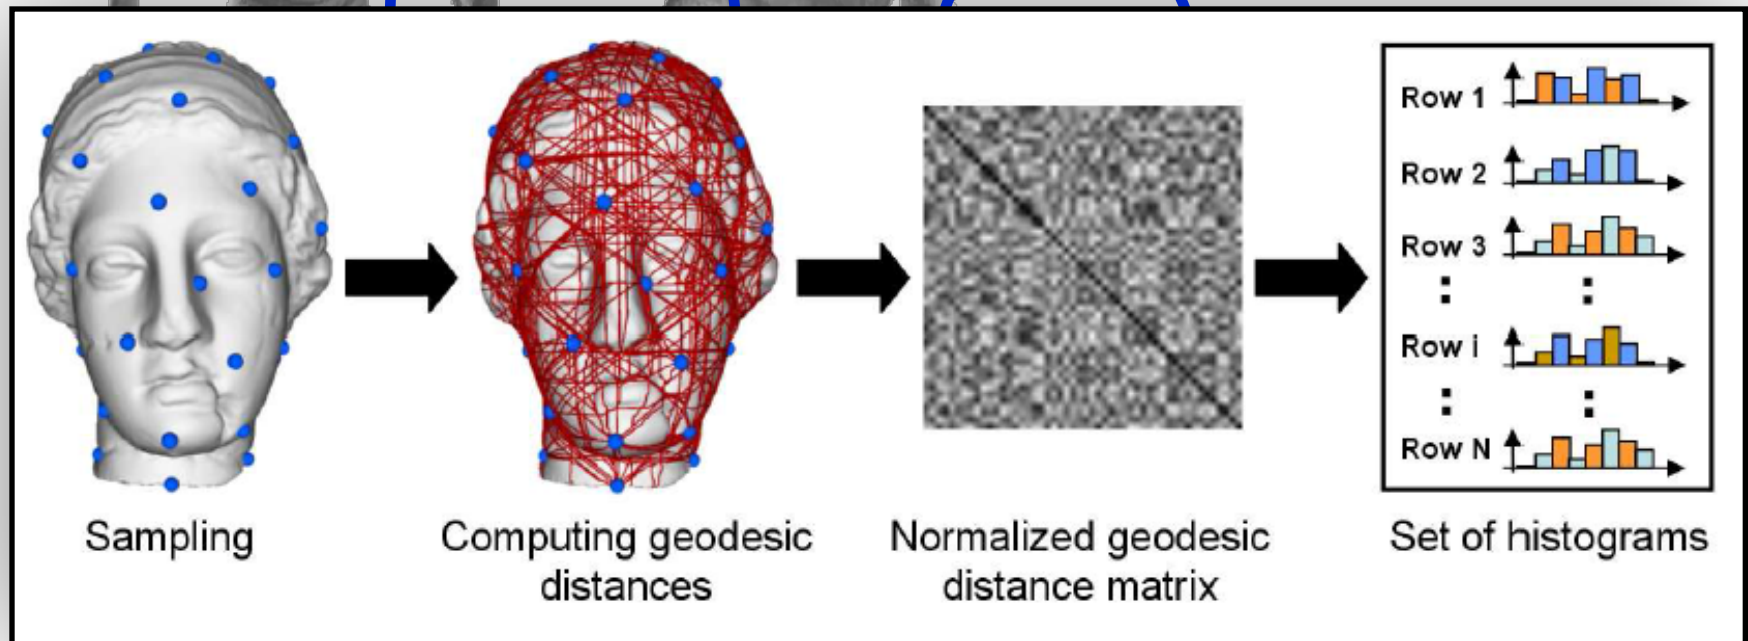 Row 1
Row 2
Row 3
Row i
Row N
Sampling
Computing geodesic
distances
Normalized geodesic
distance matrix
Set of histograms